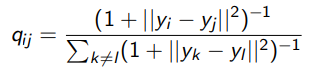 q_{ij} = \frac{(1 + ||y_i - y_j||^2)^{-1}}{\sum_{k \neq l}(1 + ||y_k - y_l||^2)^{-1}}